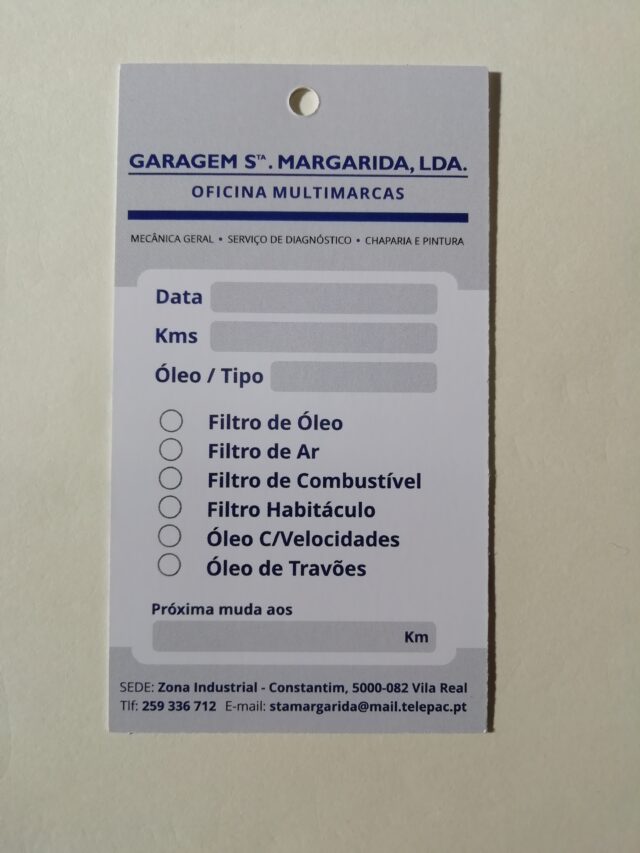 GARAGEM STA. MARGARIDA, LDA.
OFICINA MULTIMARCAS
MECÂNICA GERAL • SERVIÇO DE DIAGNÓSTICO • CHAPARIA E PINTURA
Data
Kms
Óleo / Tipo
Filtro de Óleo
Filtro de Ar
Filtro de Combustível
Filtro Habitáculo
Óleo C/Velocidades
Óleo de Travões
Próxima muda aos
Km
SEDE: Zona Industrial - Constantim, 5000-082 Vila Real
Tlf: 259 336 712 E-mail: stamargarida@mail.telepac.pt